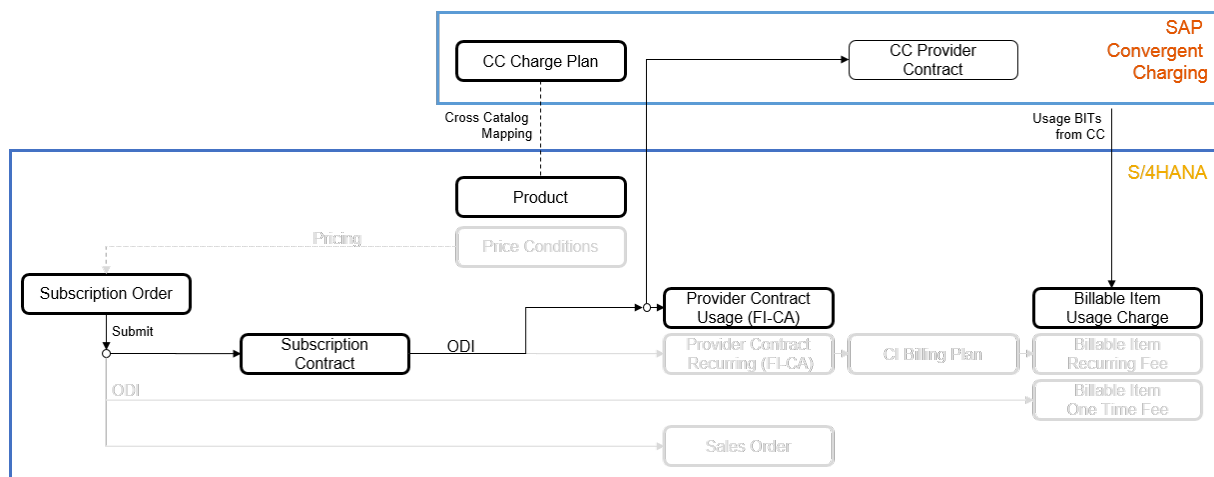 SAP
Convergent
Charging
CC Charge Plan
CC Provider
Contract
Cross Catalog
Mapping
Usage BITs
from CC
S/4HANA
Product
Pricing
Price Conditions
Subscription Order
Submit
Provider Contract
Usage (FI-CA)
Billable Item
Usage Charge
Subscription
Contract
ODI
Provider Contract
Recurring (FI-CA)
CI Billing Plan
Billable Item
Recurring Fee
ODI
Billable Item
One Time Fee
Sales Order